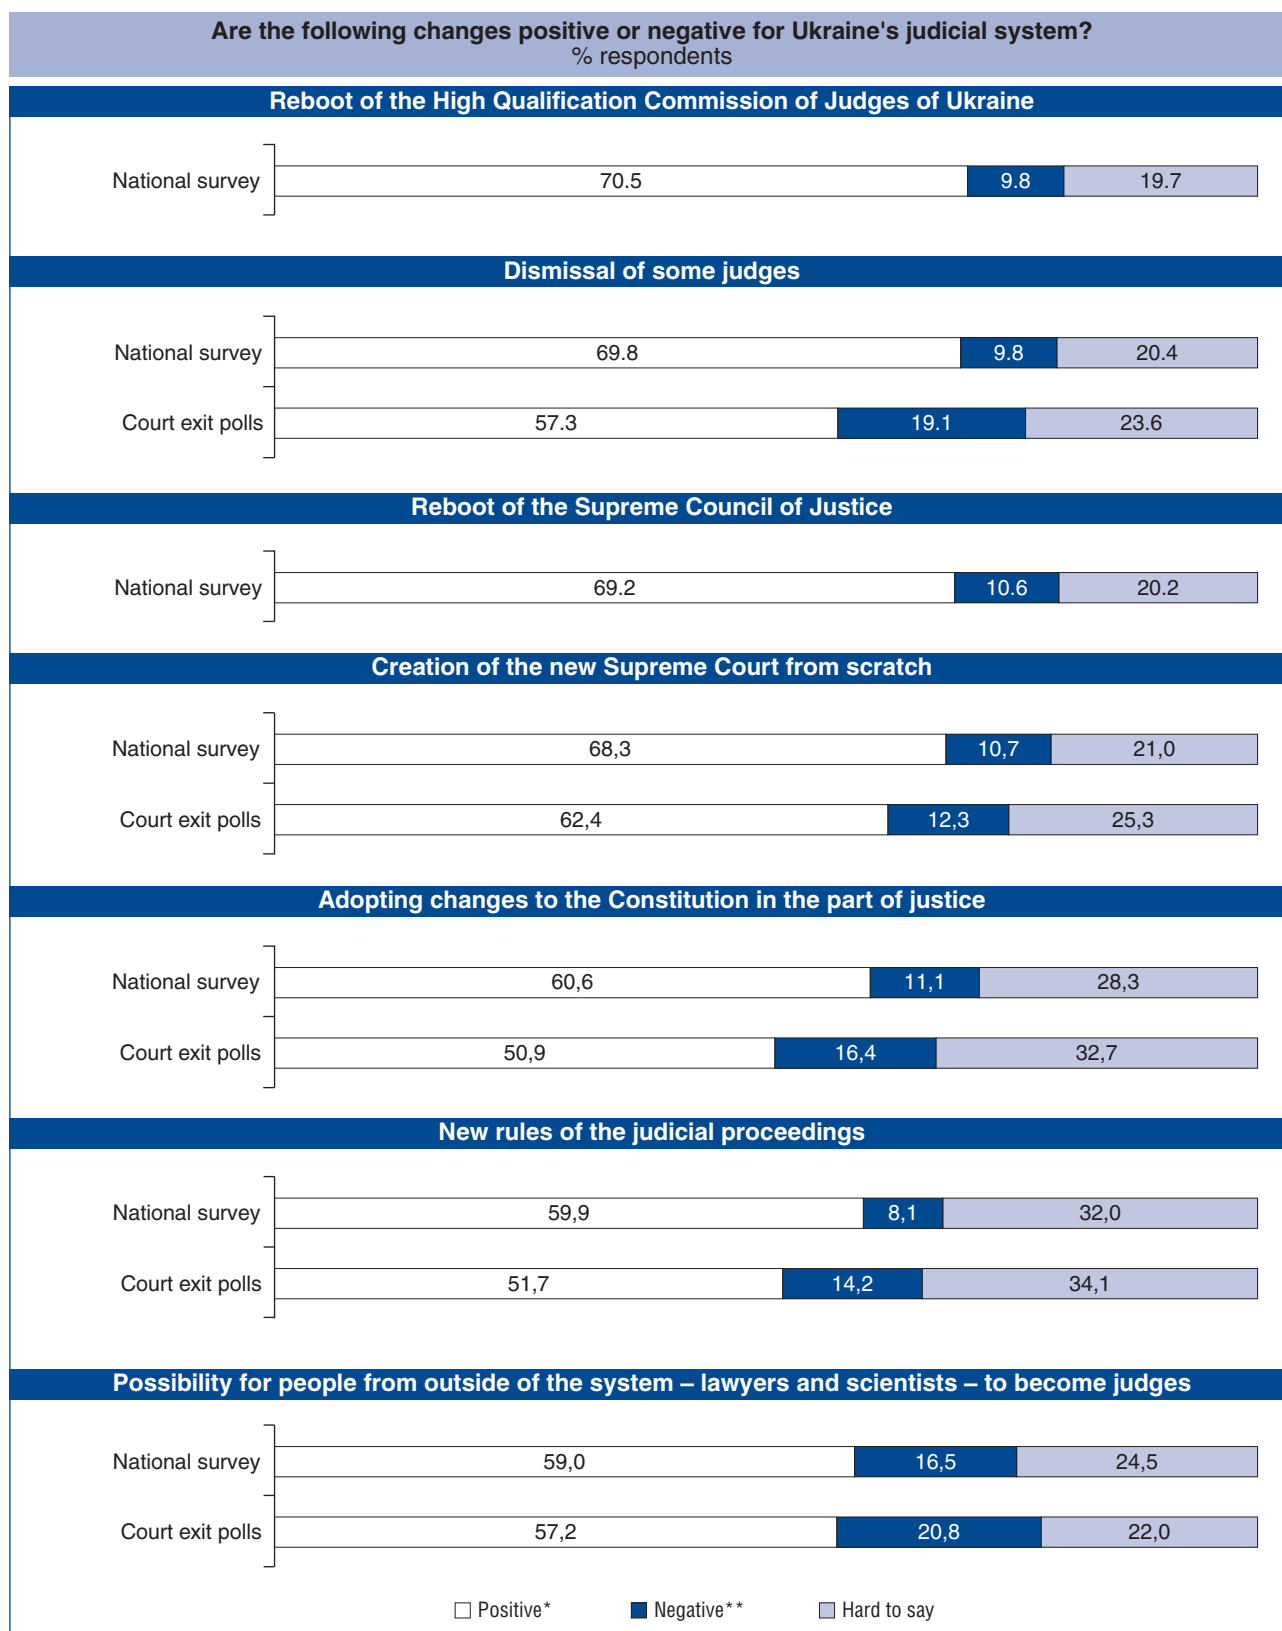 Are the following changes positive or negative for Ukraine's judicial system?
% respondents
Reboot of the High Qualification Commission of Judges of Ukraine
National survey 70.5 9.8 19.7
Dismissal of some judges
National survey 69.8 9.8 20.4
Court exit polls 57.3 19.1 23.6
Reboot of the Supreme Council of Justice
National survey 69.2 10.6 20.2
Creation of the new Supreme Court from scratch
National survey 68,3 10,7 21,0
Court exit polls 62,4 12,3 25,3
Adopting changes to the Constitution in the part of justice
National survey 60,6 11,1 28,3
Court exit polls 50,9 16,4 32,7
New rules of the judicial proceedings
National survey 59,9 8,1 32,0
Court exit polls 51,7 14,2 34,1
Possibility for people from outside of the system – lawyers and scientists – to become judges
National survey 59,0 16,5 24,5
Court exit polls 57,2 20,8 22,0
Positive* Negative** Hard to say